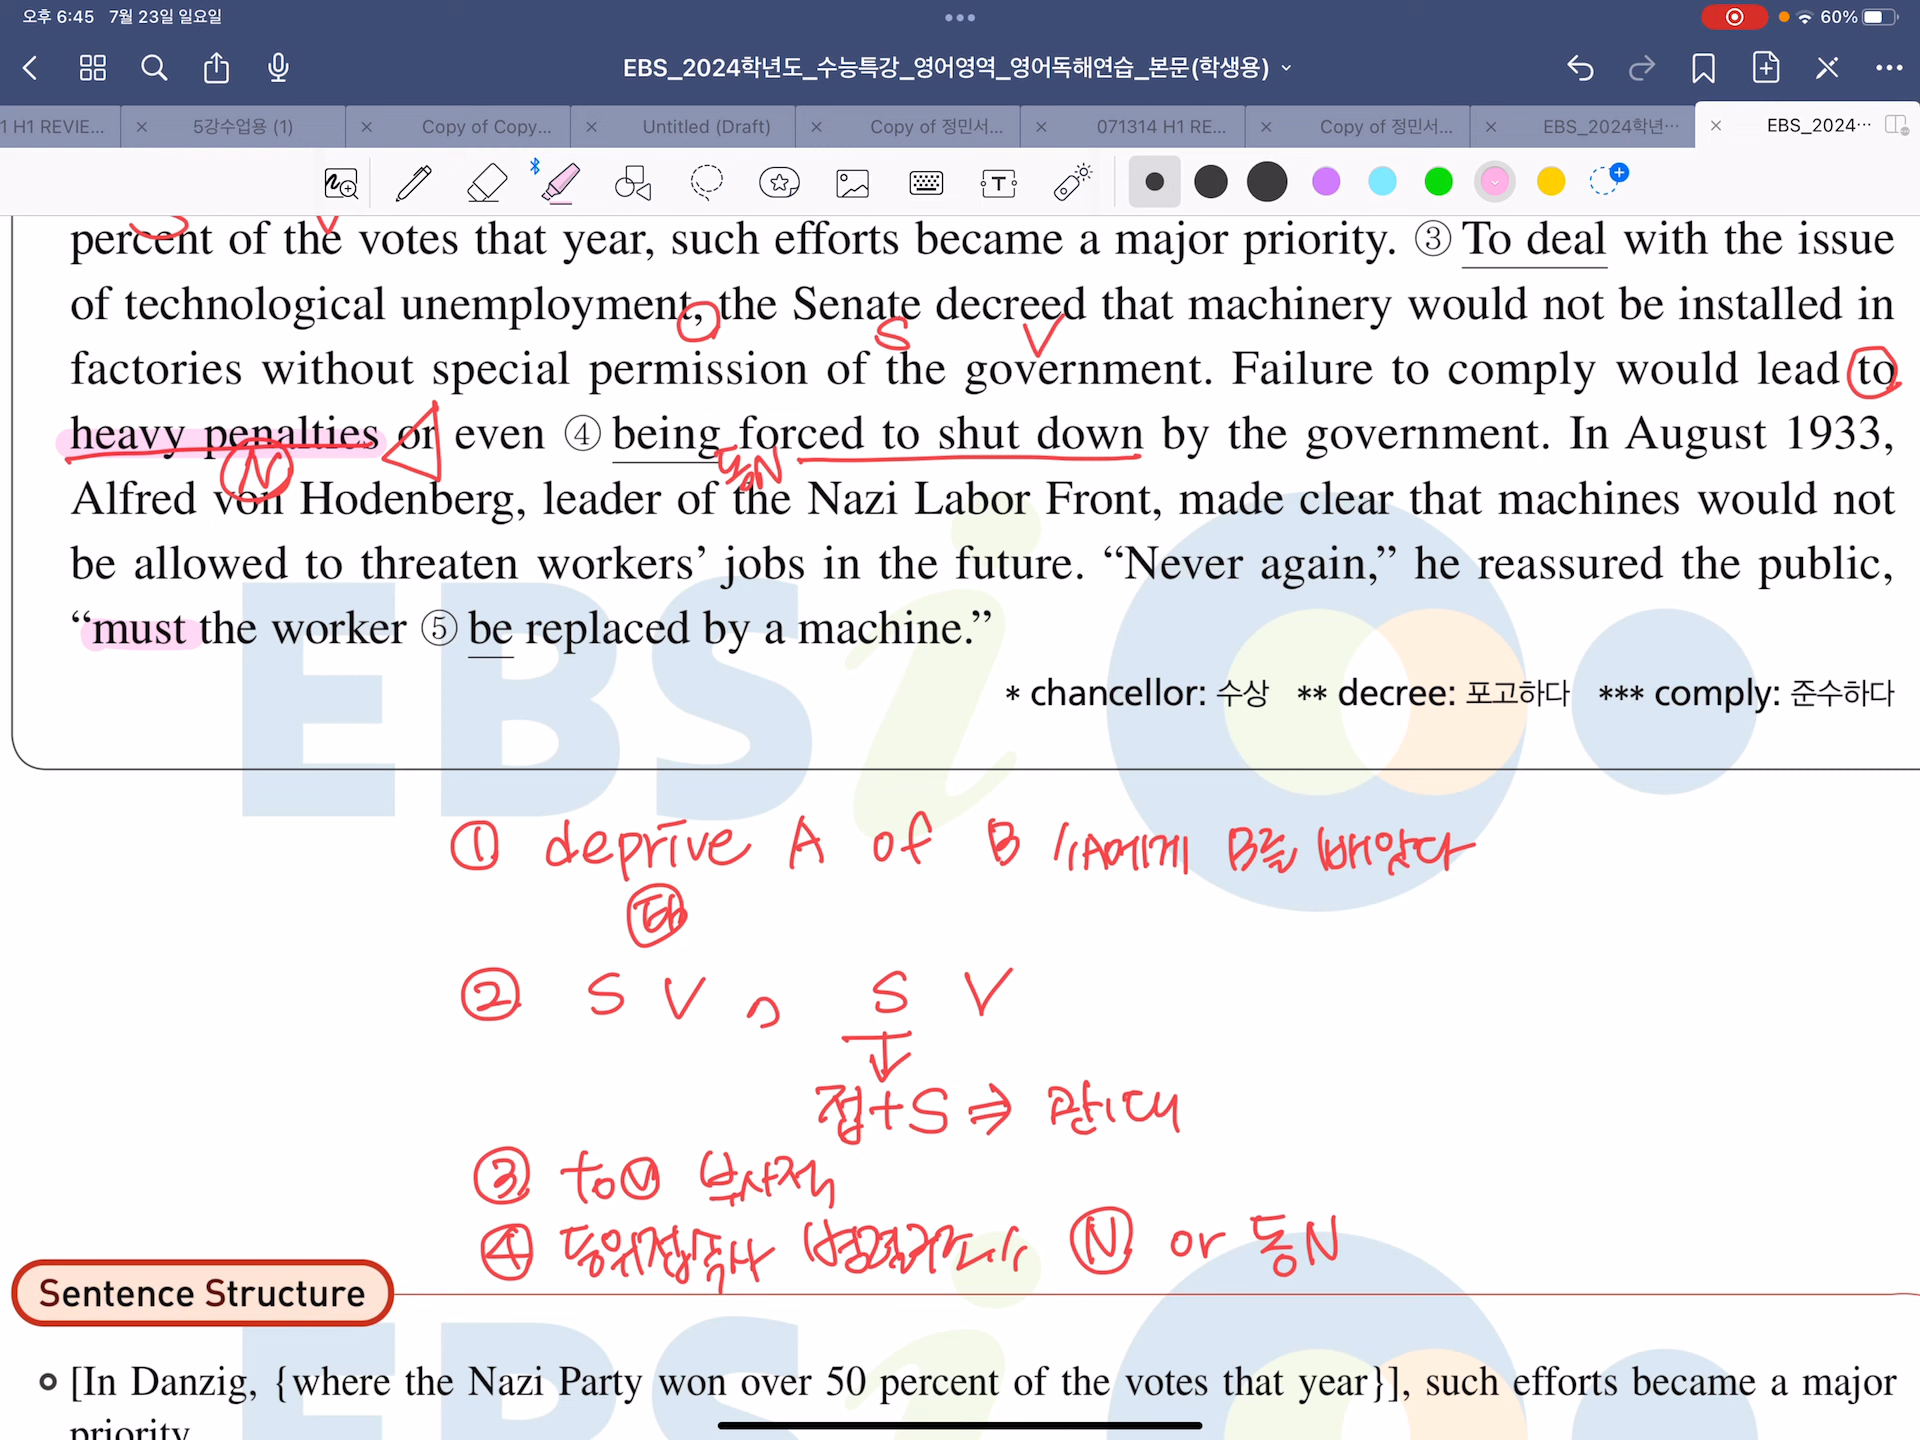 오후 6:45 7월 23일 일요일
60%
EBS_2024학년도_수능특강_영어영역_영어독해연습_본문(학생용)
1 H1 REVIE... 5강수업용 (1) Copy of Copy... Untitled (Draft) Copy of 정민서... 071314 H1 RE... Copy of 정민서... EBS_2024학년… EBS_2024…
percent of the votes that year, such efforts became a major priority. ③ To deal with the issue
S V
of technological unemployment, the Senate decreed that machinery would not be installed in
S V
factories without special permission of the government. Failure to comply would lead to
heavy penalties or even ④ being forced to shut down by the government. In August 1933,
N 동N
Alfred von Hodenberg, leader of the Nazi Labor Front, made clear that machines would not
be allowed to threaten workers’ jobs in the future. “Never again,” he reassured the public,
“must the worker ⑤ be replaced by a machine.”
* chancellor: 수상 ** decree: 포고하다 *** comply: 준수하다
① deprive A of B // A에게 B를 빼앗다
② S V , S V
접+S ⇒ 관·대
③ to V 부사적
④ 등위접속사 병렬구조 // N or 동N
Sentence Structure
[In Danzig, {where the Nazi Party won over 50 percent of the votes that year}], such efforts became a major
priority.
EBSi